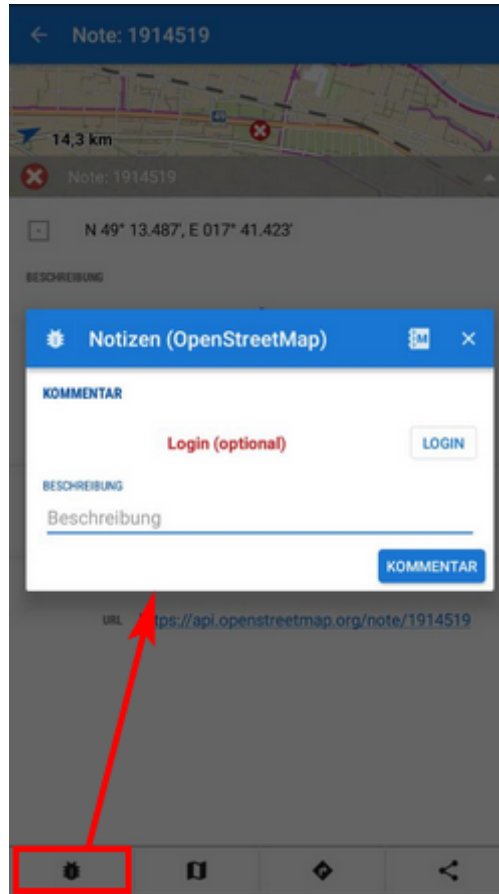 Note: 1914519
49
14,3 km
Note: 1914519
N 49° 13.487', E 017° 41.423'
BESCHREIBUNG
Notizen (OpenStreetMap)
KOMMENTAR
Login (optional)
LOGIN
BESCHREIBUNG
Beschreibung
KOMMENTAR
URL https://api.openstreetmap.org/note/1914519